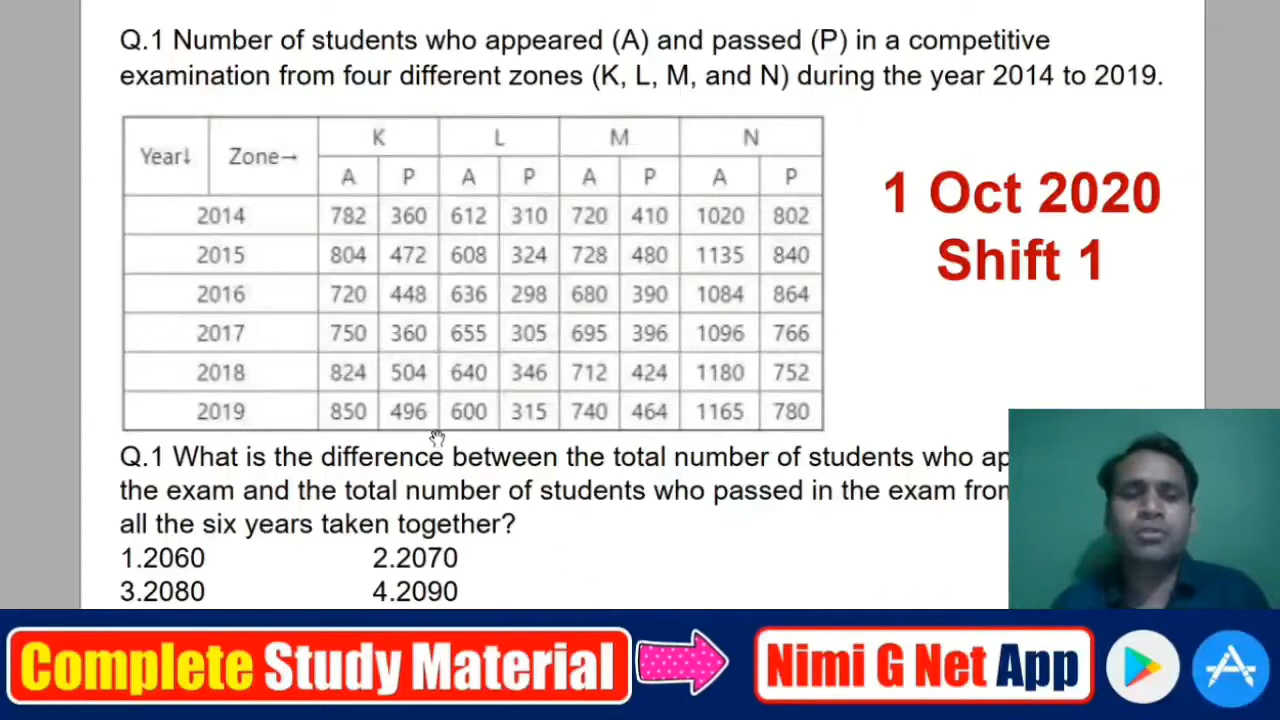 Q.1 Number of students who appeared (A) and passed (P) in a competitive
examination from four different zones (K, L, M, and N) during the year 2014 to 2019.
Year↓ Zone→ K L M N
A P A P A P A P
2014 782 360 612 310 720 410 1020 802
2015 804 472 608 324 728 480 1135 840
2016 720 448 636 298 680 390 1084 864
2017 750 360 655 305 695 396 1096 766
2018 824 504 640 346 712 424 1180 752
2019 850 496 600 315 740 464 1165 780
1 Oct 2020
Shift 1
Q.1 What is the difference between the total number of students who
the exam and the total number of students who passed in the exam
all the six years taken together?
1.2060 2.2070
3.2080 4.2090
Complete Study Material
Nimi G Net App